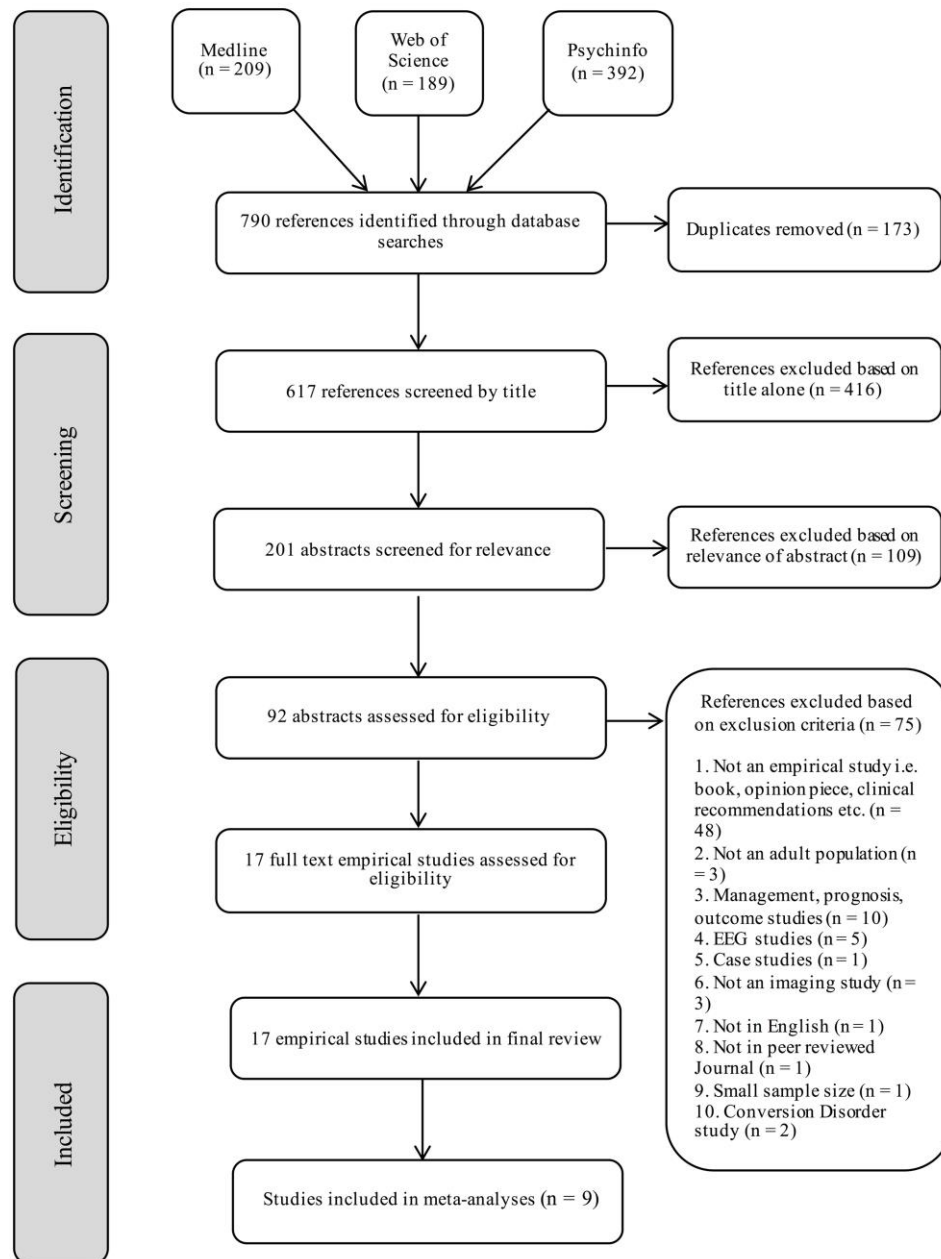 Identification
Medline
(n = 209)
Web of
Science
(n = 189)
Psychinfo
(n = 392)
790 references identified through database
searches
Duplicates removed (n = 173)
Screening
617 references screened by title
References excluded based on
title alone (n = 416)
201 abstracts screened for relevance
References excluded based on
relevance of abstract (n = 109)
Eligibility
92 abstracts assessed for eligibility
References excluded based
on exclusion criteria (n = 75)
1. Not an empirical study i.e.
book, opinion piece, clinical
recommendations etc. (n =
48)
2. Not an adult population (n
= 3)
3. Management, prognosis,
outcome studies (n = 10)
4. EEG studies (n = 5)
5. Case studies (n = 1)
6. Not an imaging study (n =
3)
7. Not in English (n = 1)
8. Not in peer reviewed
Journal (n = 1)
9. Small sample size (n = 1)
10. Conversion Disorder
study (n = 2)
17 full text empirical studies assessed for
eligibility
Included
17 empirical studies included in final review
Studies included in meta-analyses (n = 9)